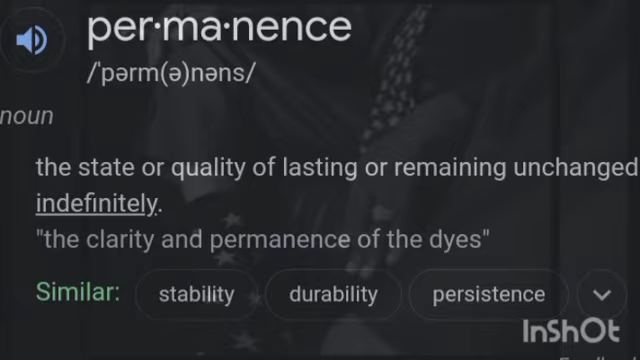 per·ma·nence
/ˈpərm(ə)nəns/
noun
the state or quality of lasting or remaining unchanged
indefinitely.
"the clarity and permanence of the dyes"
Similar: stability durability persistence
InShOt